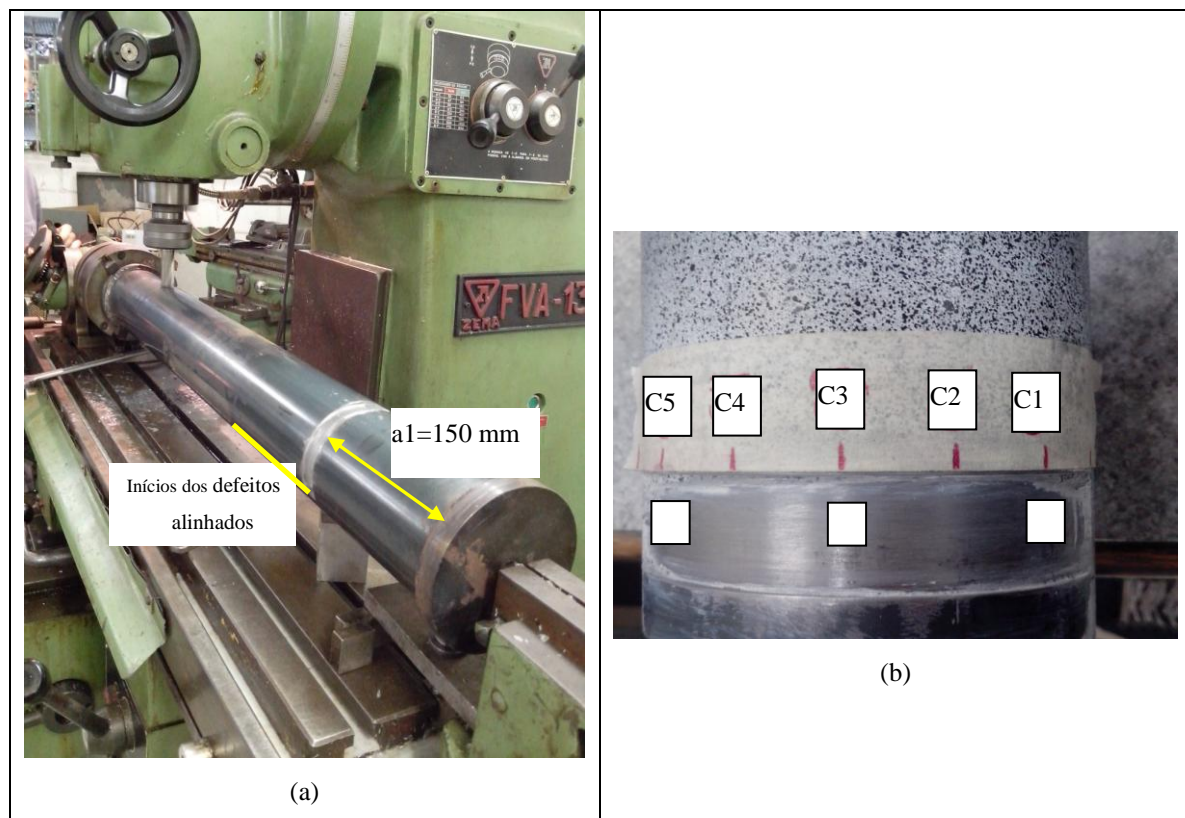 FVA-13
ZEMA
a1=150 mm
Inícios dos defeitos
alinhados
(a)
C5 C4 C3 C2 C1
(b)